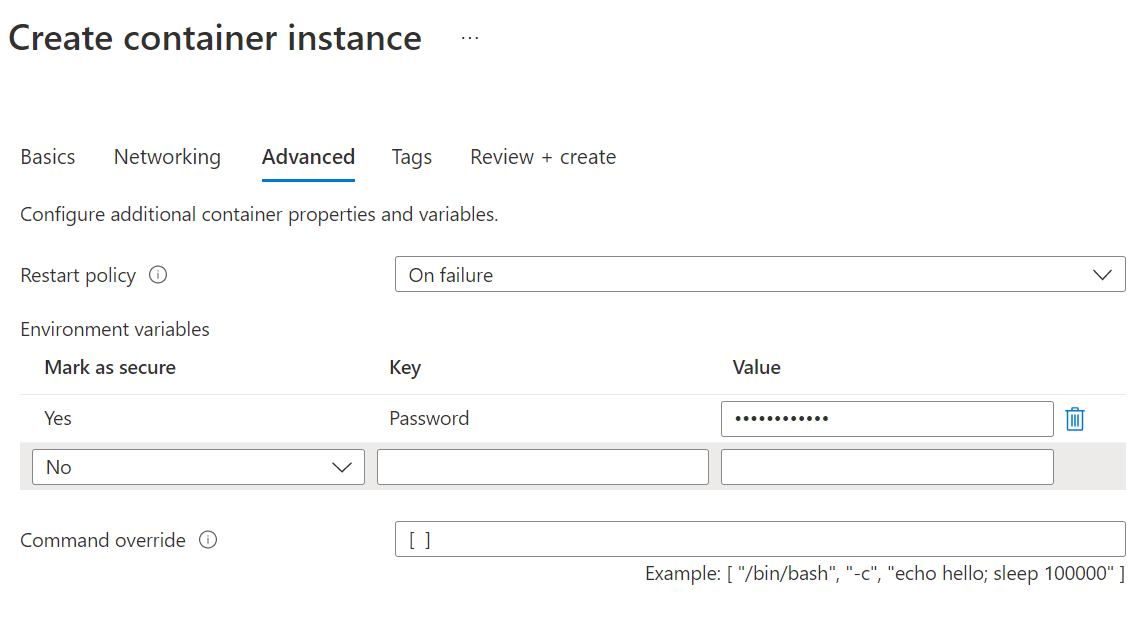 Create container instance ...
Basics Networking Advanced Tags Review + create
Configure additional container properties and variables.
Restart policy On failure
Environment variables
Mark as secure Key Value
Yes Password ••••••••••••
No
Command override [ ]
Example: [ "/bin/bash", "-c", "echo hello; sleep 100000" ]